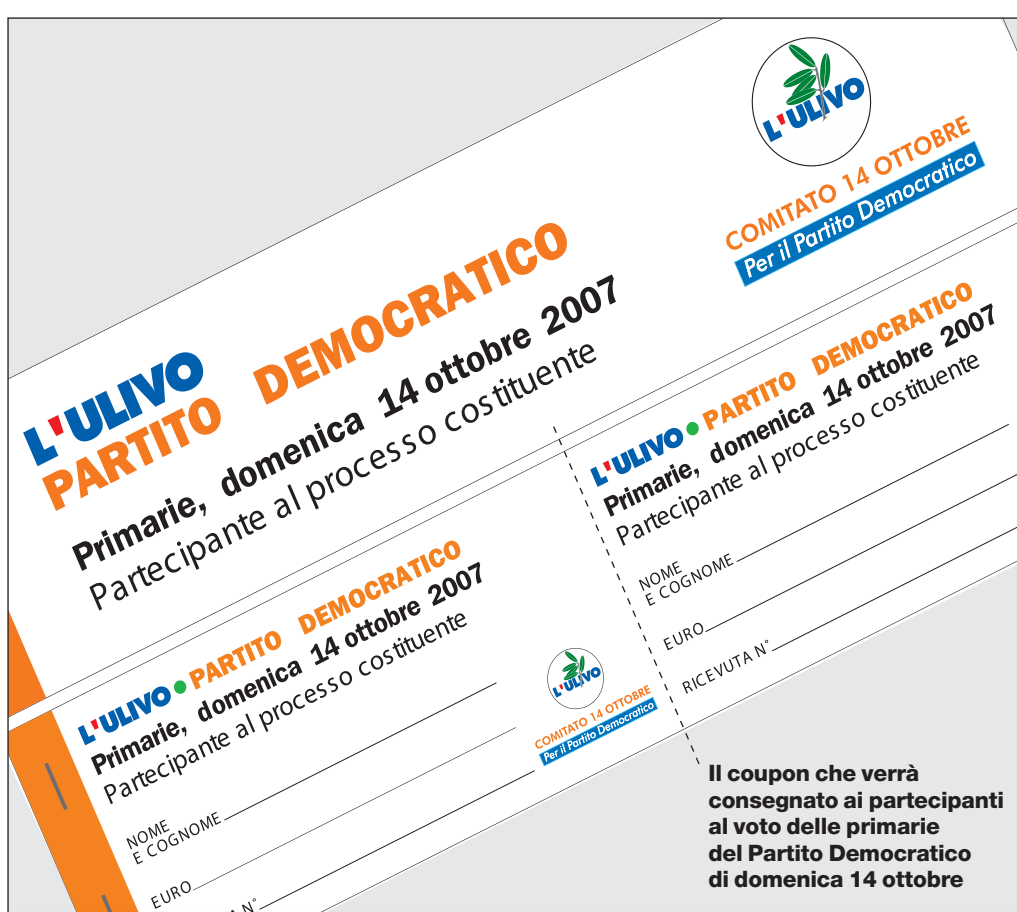 L'ULIVO
COMITATO 14 OTTOBRE
Per il Partito Democratico
L'ULIVO
PARTITO DEMOCRATICO
Primarie, domenica 14 ottobre 2007
Partecipante al processo costituente
L'ULIVO • PARTITO DEMOCRATICO
Primarie, domenica 14 ottobre 2007
Partecipante al processo costituente
NOME
E COGNOME
EURO
N°
L'ULIVO
COMITATO 14 OTTOBRE
Per il Partito Democratico
L'ULIVO • PARTITO DEMOCRATICO
Primarie, domenica 14 ottobre 2007
Partecipante al processo costituente
NOME
E COGNOME
EURO
RICEVUTA N°
Il coupon che verrà
consegnato ai partecipanti
al voto delle primarie
del Partito Democratico
di domenica 14 ottobre